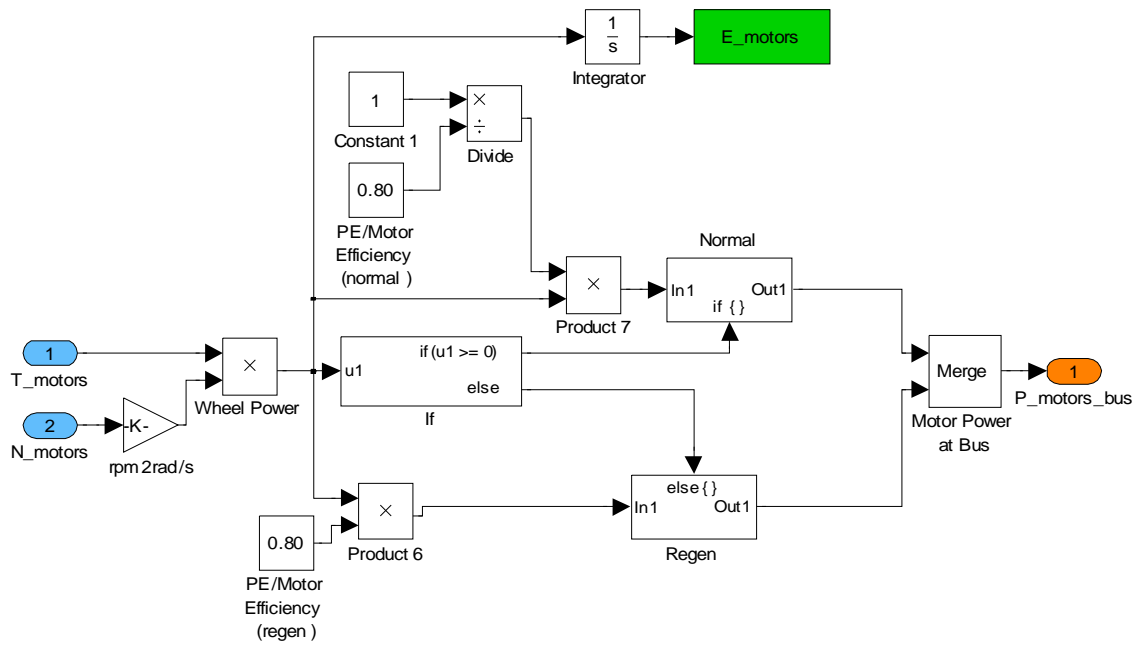 1
s
Integrator
E_motors
1
Constant 1
×
÷
Divide
0.80
PE/Motor
Efficiency
(normal )
×
Product 7
Normal
In1
Out1
if { }
1
T_motors
2
N_motors
-K-
rpm 2rad/s
×
Wheel Power
u1
if(u1 >= 0)
else
If
Merge
Motor Power
at Bus
1
P_motors_bus
0.80
PE/Motor
Efficiency
(regen )
×
Product 6
else { }
In1
Out1
Regen